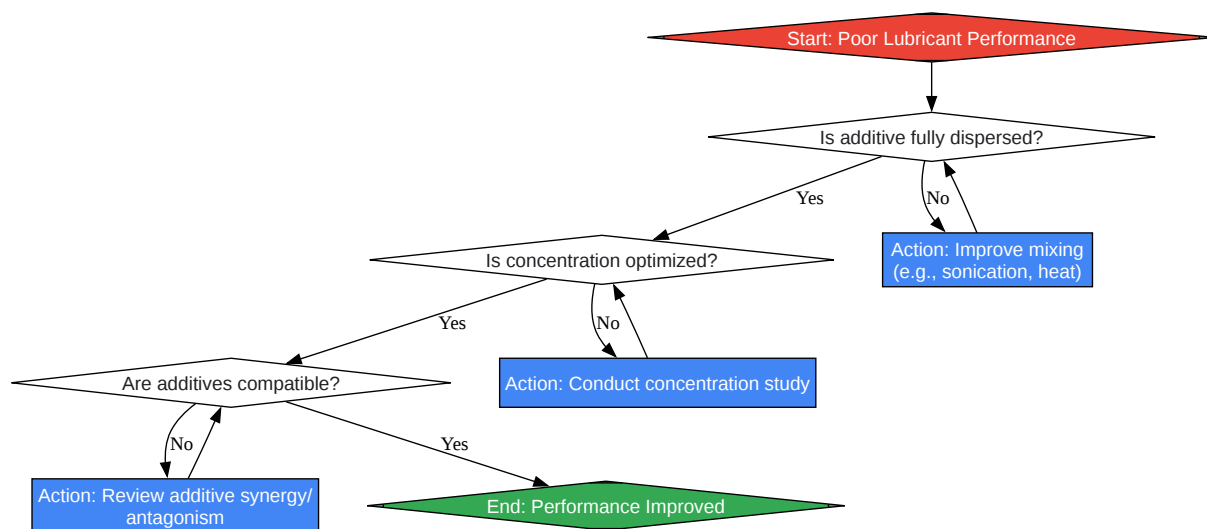 Start: Poor Lubricant Performance
Is additive fully dispersed?
Yes
No
Action: Improve mixing
(e.g., sonication, heat)
Is concentration optimized?
Yes
No
Action: Conduct concentration study
Are additives compatible?
No
Yes
Action: Review additive synergy/
antagonism
End: Performance Improved